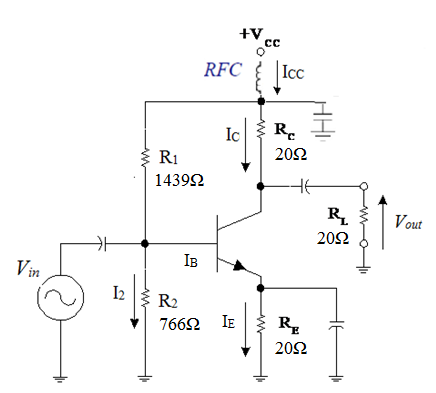 +Vcc
RFC
Icc
Ic
Rc
20Ω
R1
1439Ω
RL
20Ω
Vout
Vin
IB
I2
R2
766Ω
IE
RE
20Ω